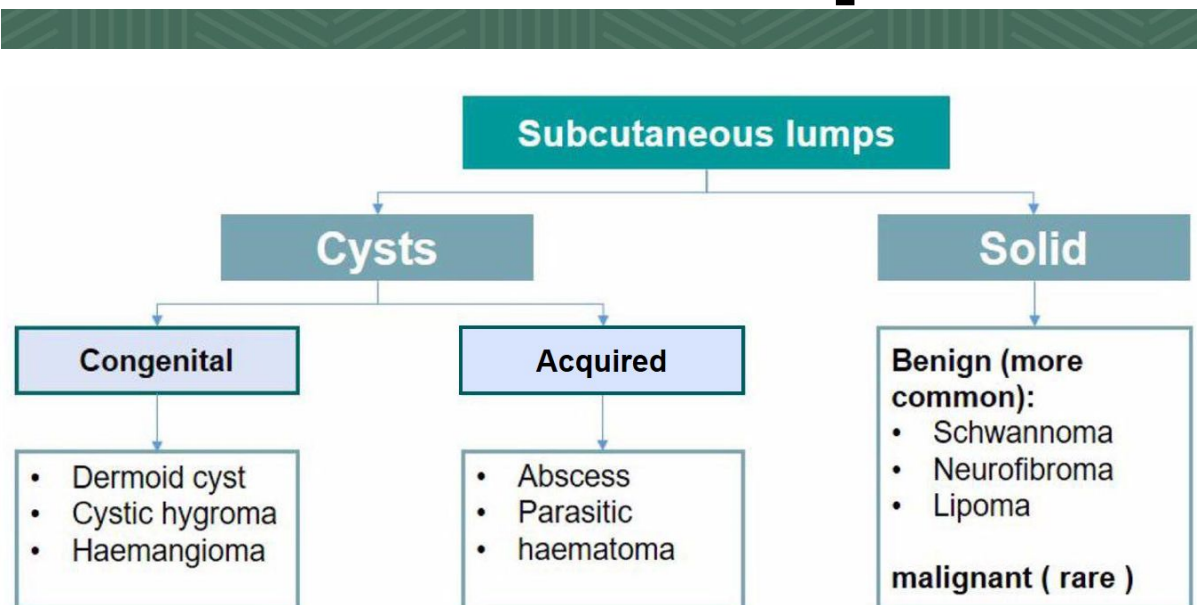 Subcutaneous lumps
Cysts
Solid
Congenital
Acquired
• Dermoid cyst
• Cystic hygroma
• Haemangioma
• Abscess
• Parasitic
• haematoma
Benign (more
common):
• Schwannoma
• Neurofibroma
• Lipoma
malignant ( rare )